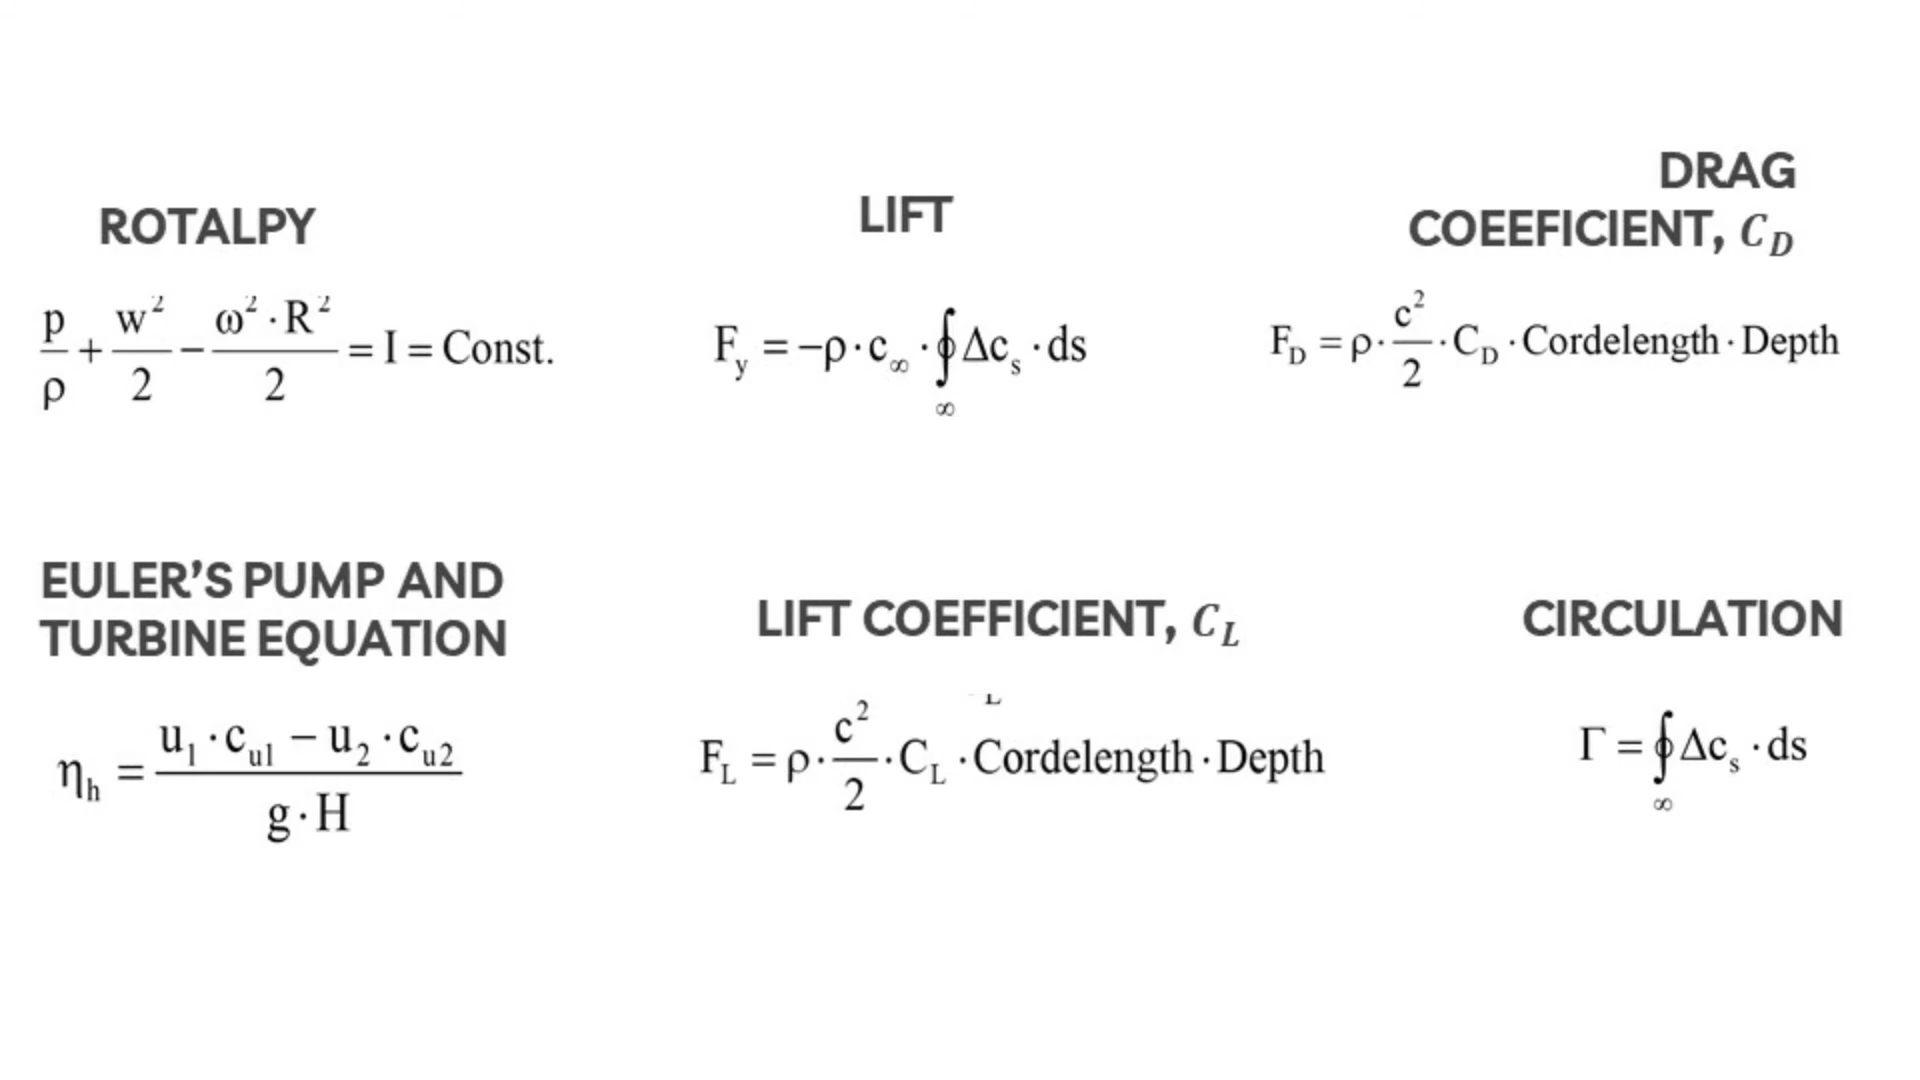 ROTALPY
p/ρ + w²/2 − ω²·R²/2 = I = Const.
LIFT
F_y = −ρ·c_∞·∮_∞ Δc_s·ds
DRAG
COEEFICIENT, C_D
F_D = ρ·c²/2·C_D·Cordelength·Depth
EULER’S PUMP AND
TURBINE EQUATION
η_h = (u_1·c_u1 − u_2·c_u2)/(g·H)
LIFT COEFFICIENT, C_L
L
F_L = ρ·c²/2·C_L·Cordelength·Depth
CIRCULATION
Γ = ∮_∞ Δc_s·ds